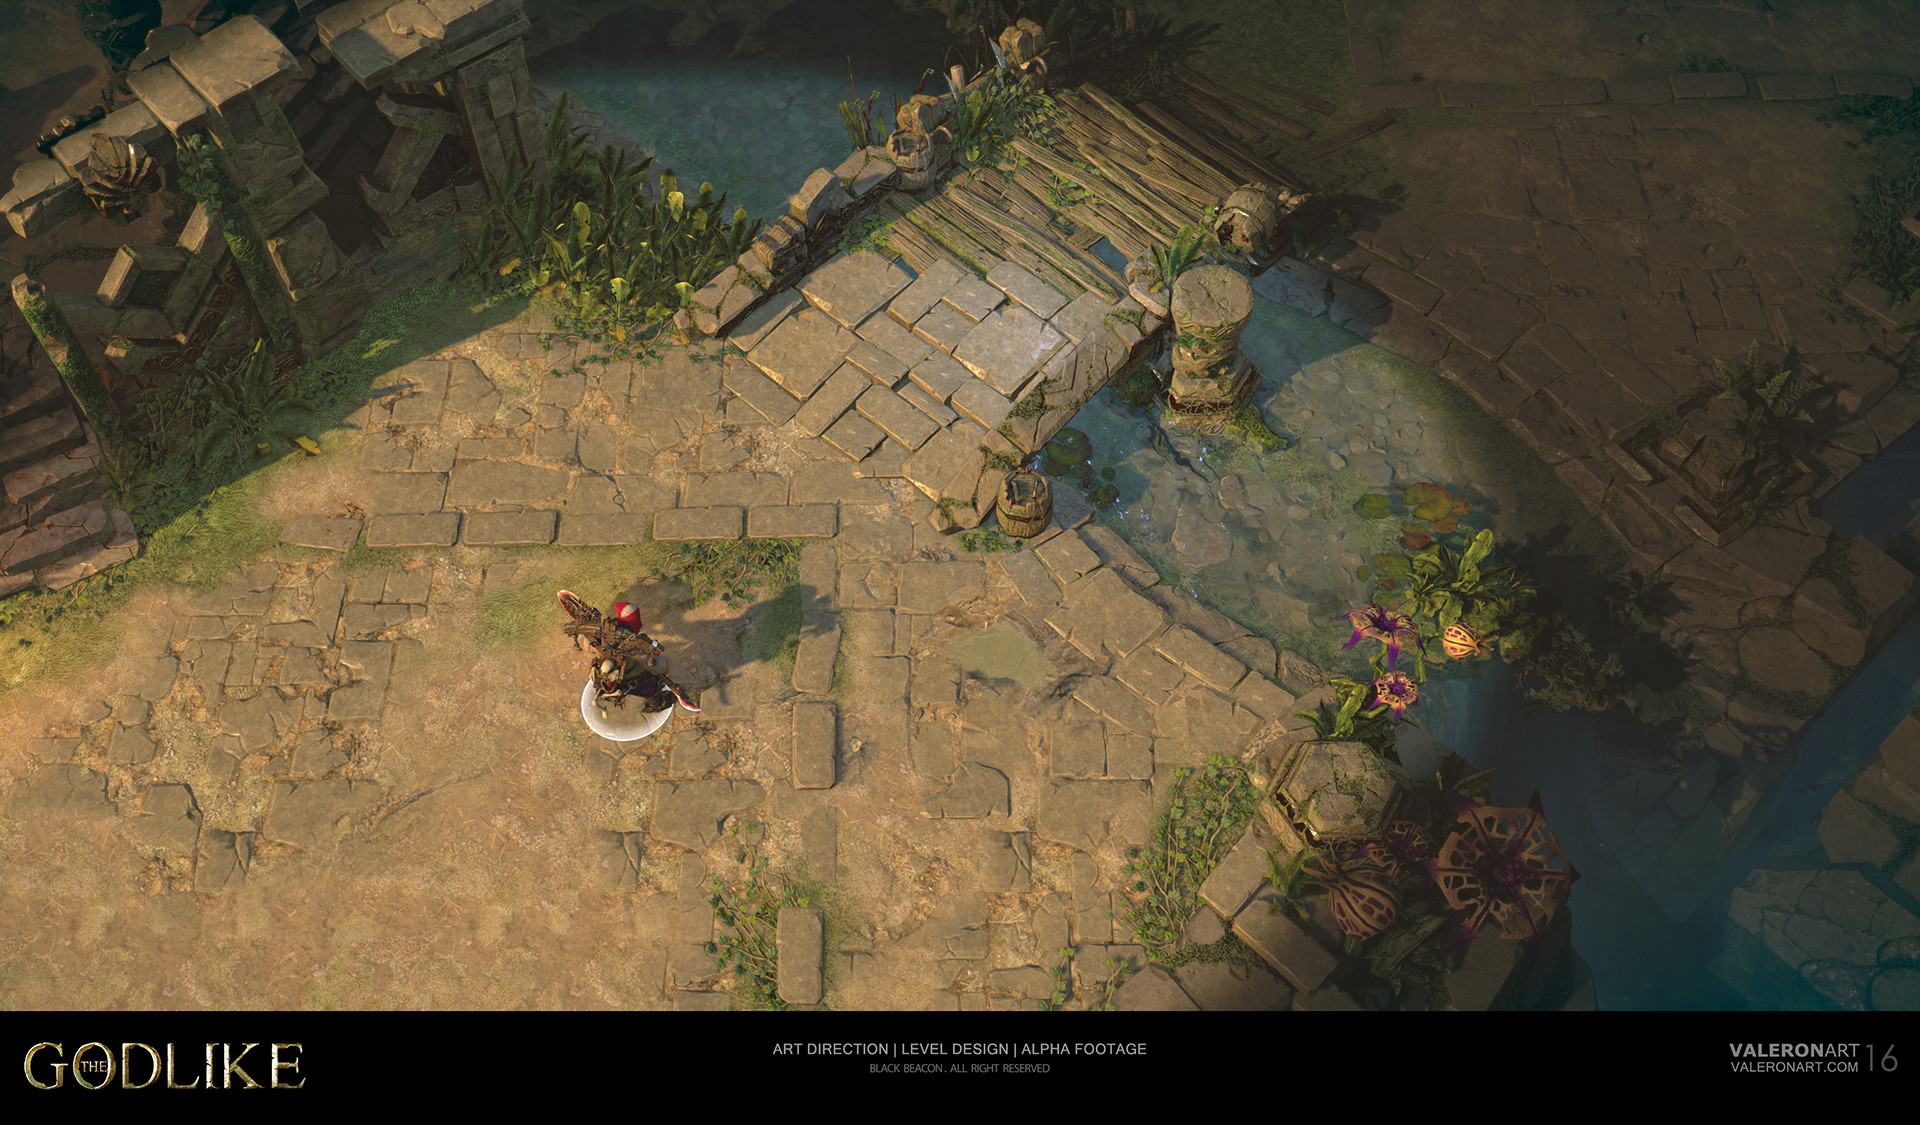 THE GODLIKE
ART DIRECTION | LEVEL DESIGN | ALPHA FOOTAGE
BLACK BEACON. ALL RIGHT RESERVED
VALERONART 16
VALERONART.COM